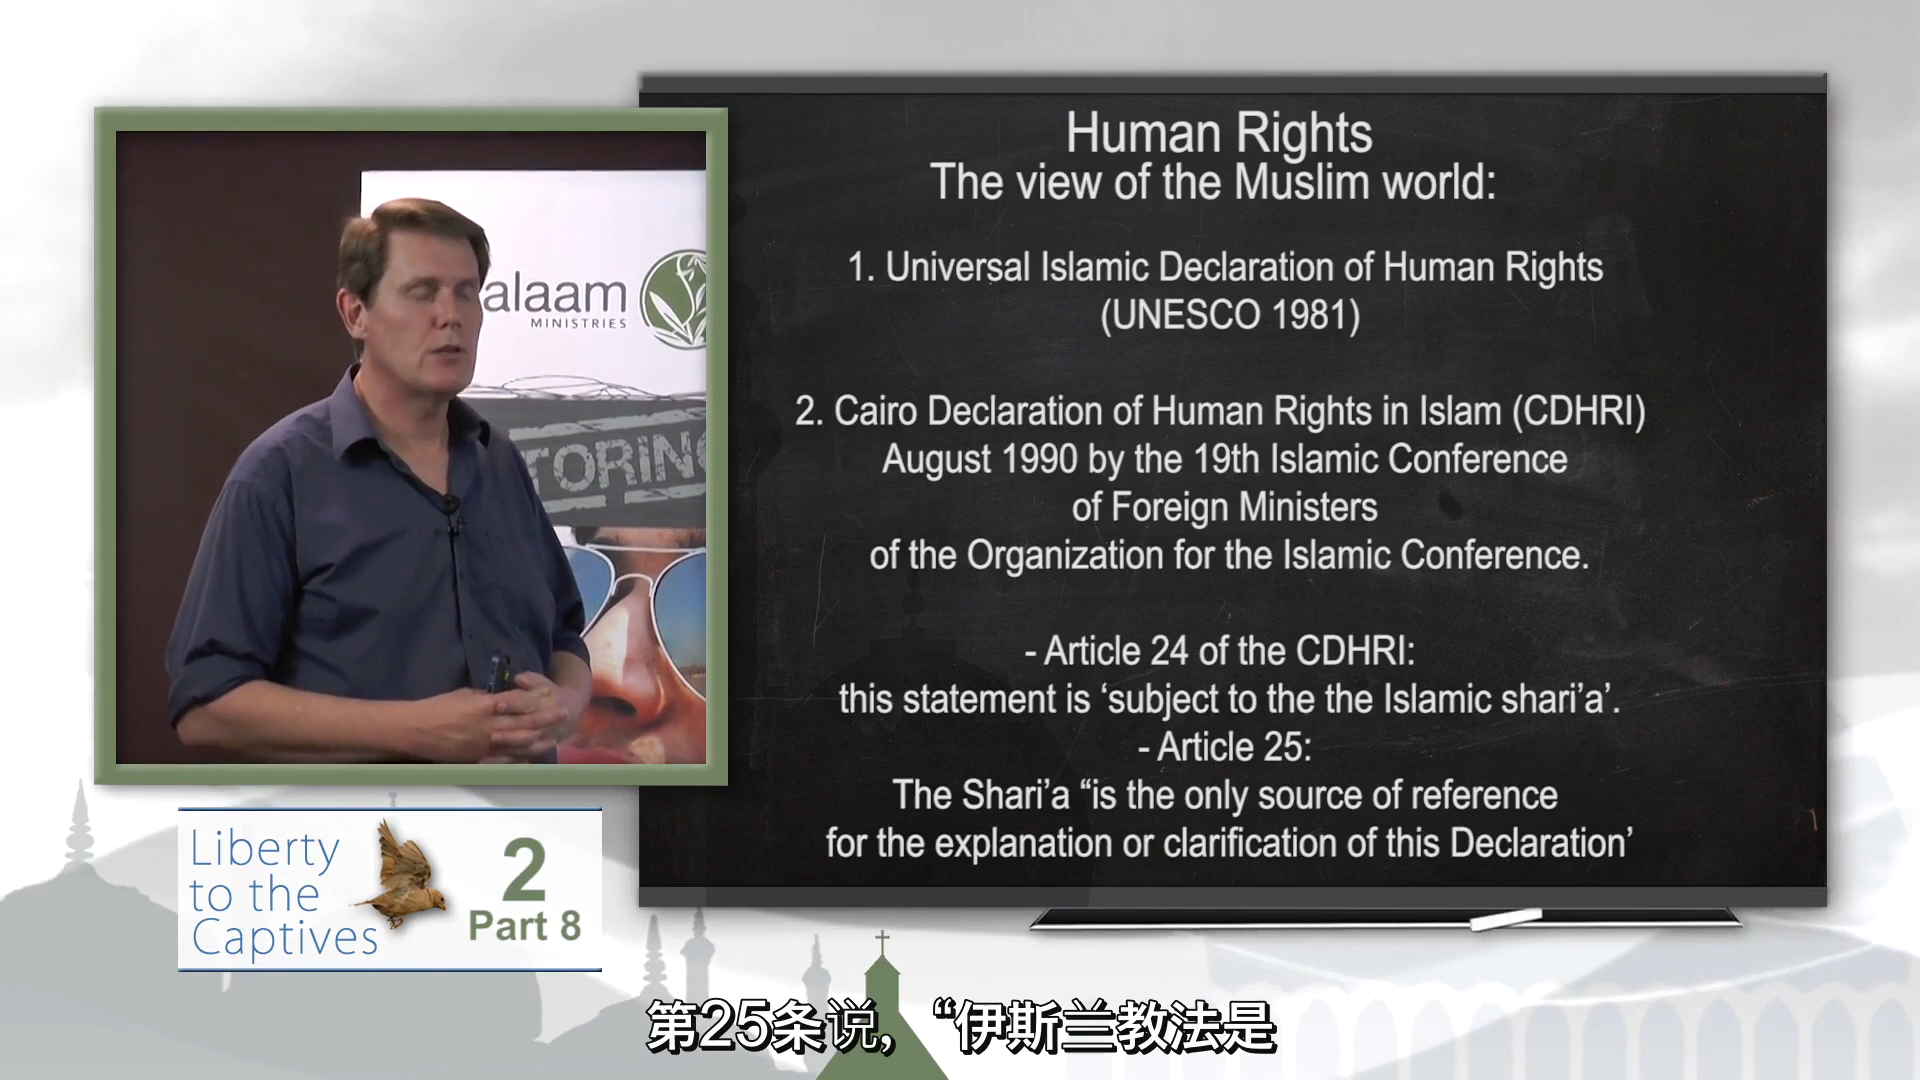 Human Rights
The view of the Muslim world:
1. Universal Islamic Declaration of Human Rights
(UNESCO 1981)
2. Cairo Declaration of Human Rights in Islam (CDHRI)
August 1990 by the 19th Islamic Conference
of Foreign Ministers
of the Organization for the Islamic Conference.
- Article 24 of the CDHRI:
this statement is ‘subject to the the Islamic shari’a’.
- Article 25:
The Shari’a “is the only source of reference
for the explanation or clarification of this Declaration’
alaam
MINISTRIES
TORING
Liberty
to the
Captives
2
Part 8
第25条说，“伊斯兰教法是